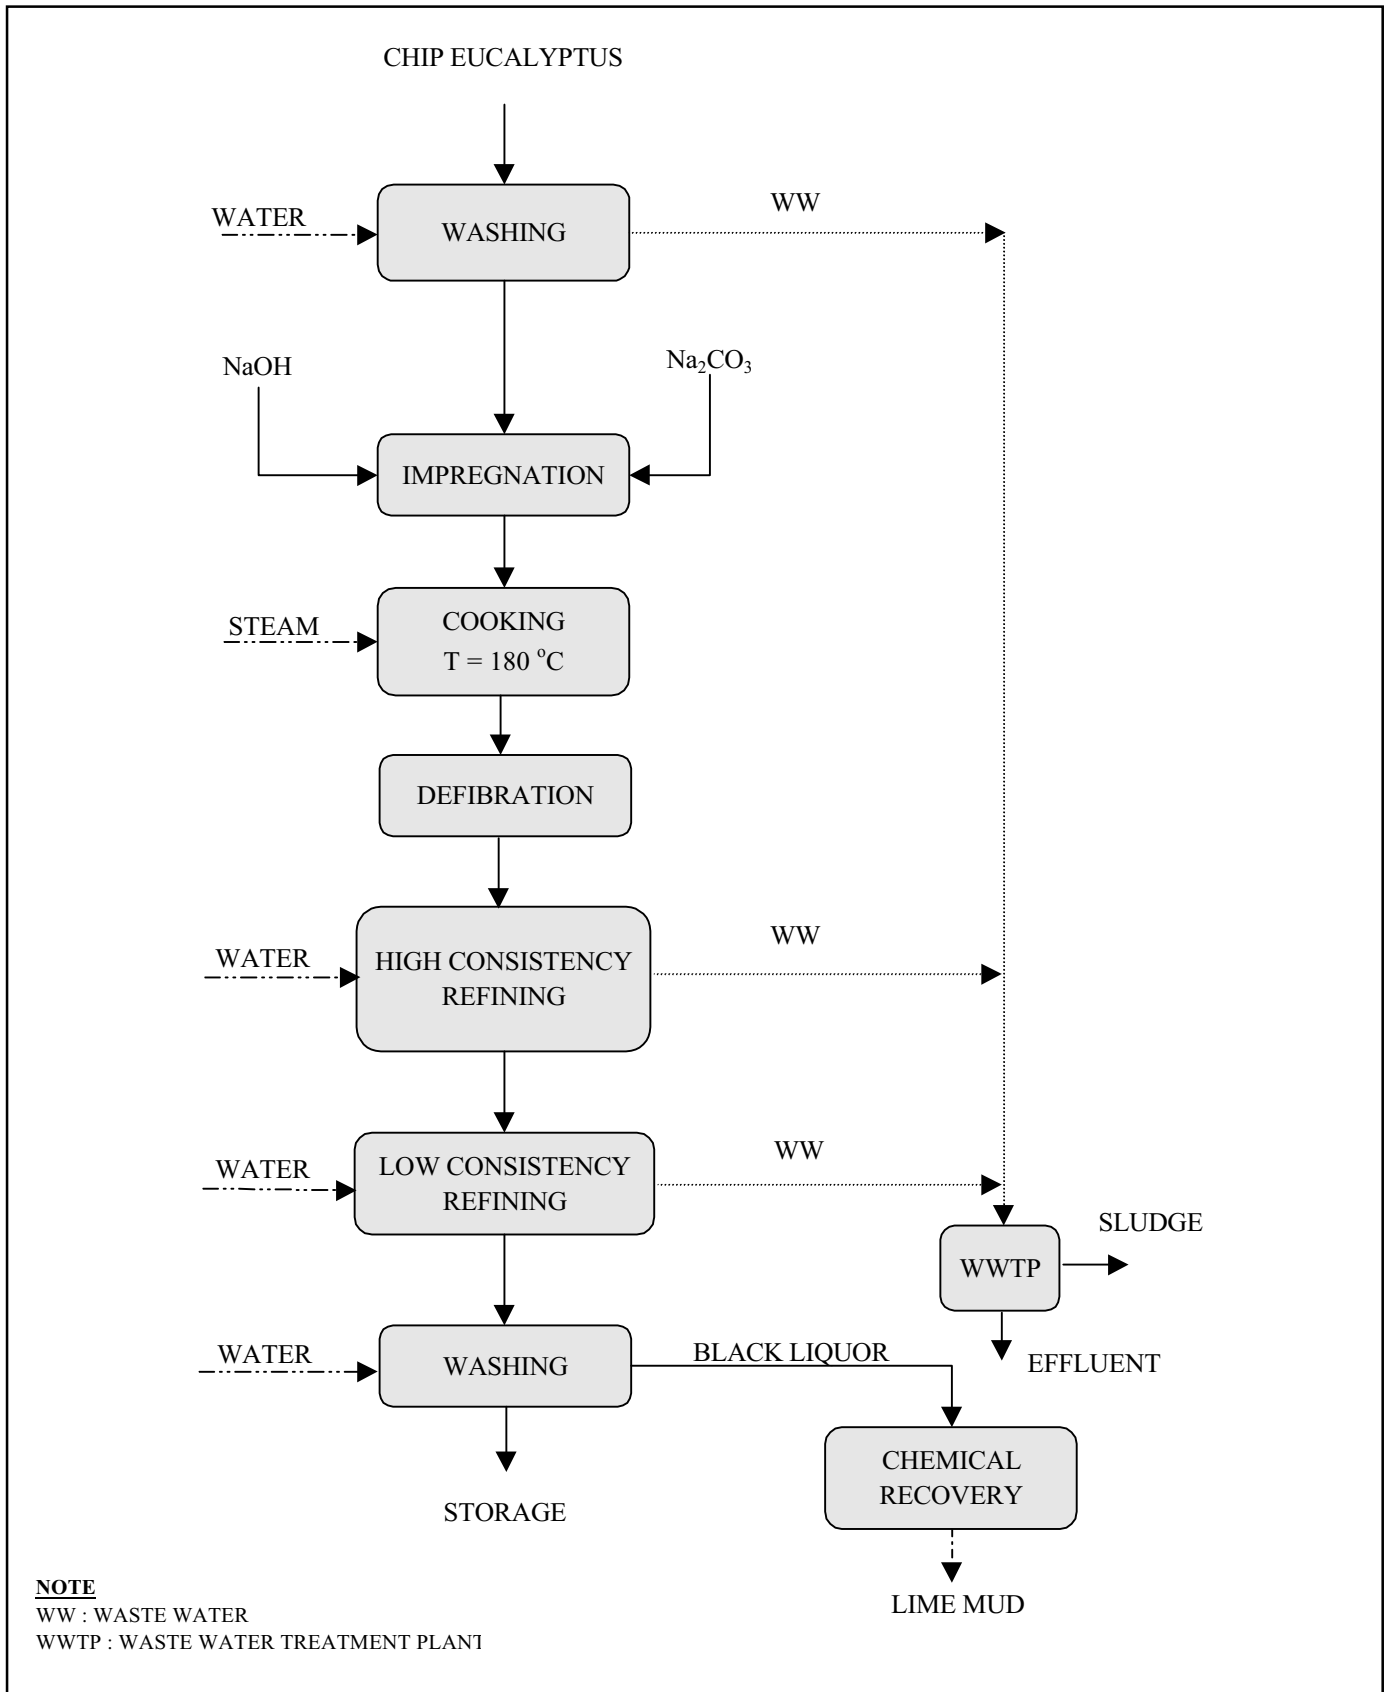 CHIP EUCALYPTUS
WATER
WASHING
WW
NaOH
Na₂CO₃
IMPREGNATION
STEAM
COOKING
T = 180 °C
DEFIBRATION
WATER
HIGH CONSISTENCY
REFINING
WW
WATER
LOW CONSISTENCY
REFINING
WW
WWTP
SLUDGE
EFFLUENT
WATER
WASHING
BLACK LIQUOR
CHEMICAL
RECOVERY
STORAGE
LIME MUD
NOTE
WW : WASTE WATER
WWTP : WASTE WATER TREATMENT PLANT